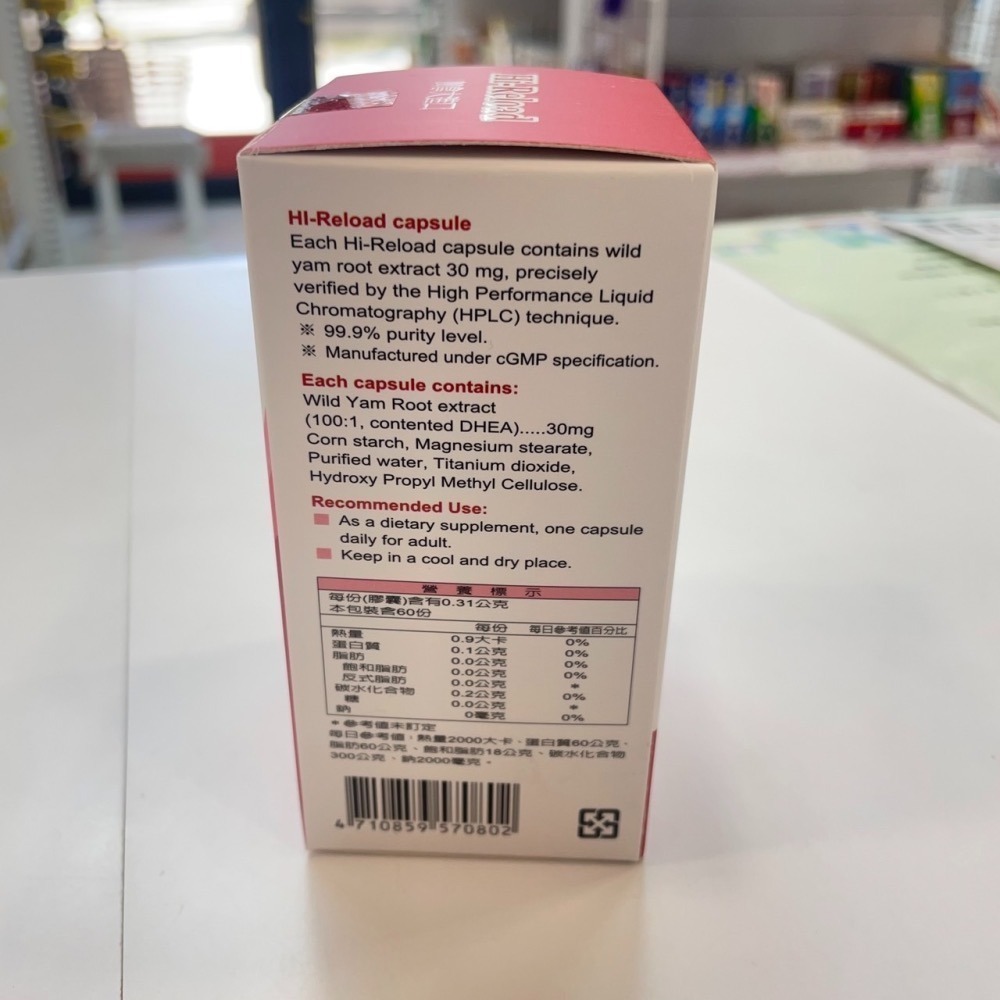 Hi-Reload
HI-Reload capsule
Each Hi-Reload capsule contains wild
yam root extract 30 mg, precisely
verified by the High Performance Liquid
Chromatography (HPLC) technique.
※ 99.9% purity level.
※ Manufactured under cGMP specification.
Each capsule contains:
Wild Yam Root extract
(100:1, contented DHEA).....30mg
Corn starch, Magnesium stearate,
Purified water, Titanium dioxide,
Hydroxy Propyl Methyl Cellulose.
Recommended Use:
As a dietary supplement, one capsule
daily for adult.
Keep in a cool and dry place.
營養標示
每份(膠囊)含有0.31公克
本包裝含60份
每份 每日參考值百分比
熱量 0.9大卡 0%
蛋白質 0.1公克 0%
脂肪 0.0公克 0%
飽和脂肪 0.0公克 0%
反式脂肪 0.0公克 *
碳水化合物 0.2公克 0%
糖 0.0公克 *
鈉 0毫克 0%
*參考值未訂定
每日參考值：熱量2000大卡、蛋白質60公克、
脂肪60公克、飽和脂肪18公克、碳水化合物
300公克、鈉2000毫克。
4 710859 570802